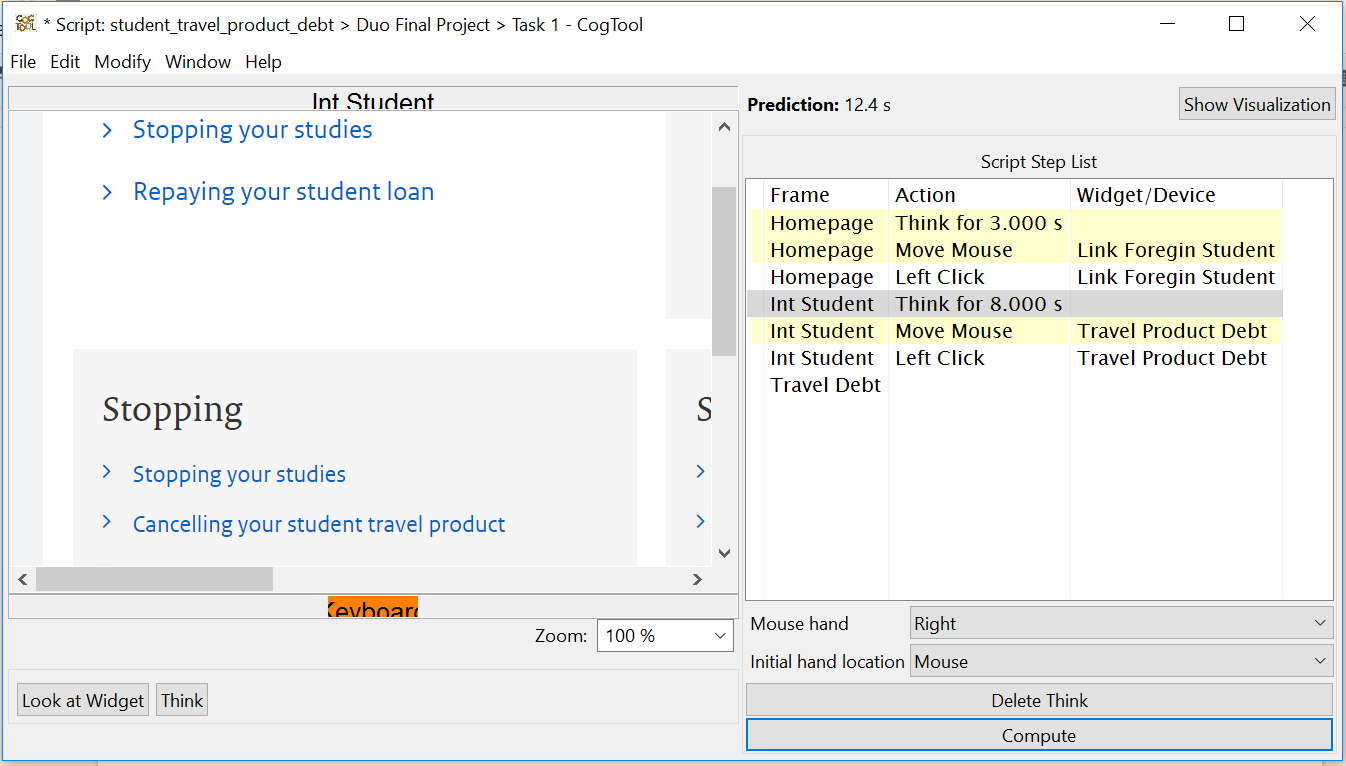 * Script: student_travel_product_debt > Duo Final Project > Task 1 - CogTool
File Edit Modify Window Help
Int Student
Stopping your studies
Repaying your student loan
Stopping
S
Stopping your studies
Cancelling your student travel product
Keyboard
Zoom: 100 %
Look at Widget Think
Prediction: 12.4 s
Show Visualization
Script Step List
Frame Action Widget/Device
Homepage Think for 3.000 s
Homepage Move Mouse Link Foregin Student
Homepage Left Click Link Foregin Student
Int Student Think for 8.000 s
Int Student Move Mouse Travel Product Debt
Int Student Left Click Travel Product Debt
Travel Debt
Mouse hand Right
Initial hand location Mouse
Delete Think
Compute